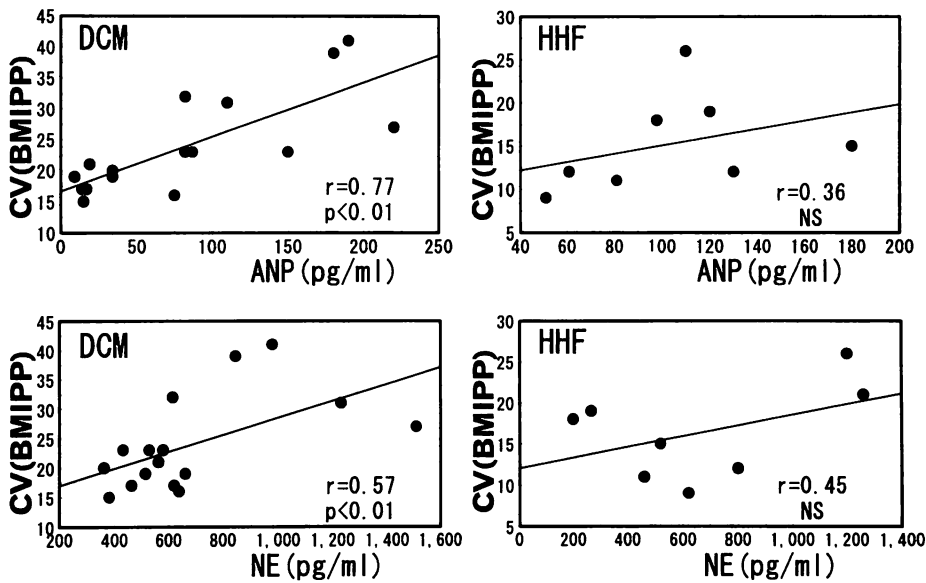 DCM
CV(BMIPP)
45
40
35
30
25
20
15
10
r=0.77
p<0.01
0 50 100 150 200 250
ANP(pg/ml)
HHF
CV(BMIPP)
30
25
20
15
10
5
r=0.36
NS
40 60 80 100 120 140 160 180 200
ANP(pg/ml)
DCM
CV(BMIPP)
45
40
35
30
25
20
15
10
r=0.57
p<0.01
200 400 600 800 1,000 1,200 1,400 1,600
NE(pg/ml)
HHF
CV(BMIPP)
30
25
20
15
10
5
r=0.45
NS
0 200 400 600 800 1,000 1,200 1,400
NE(pg/ml)